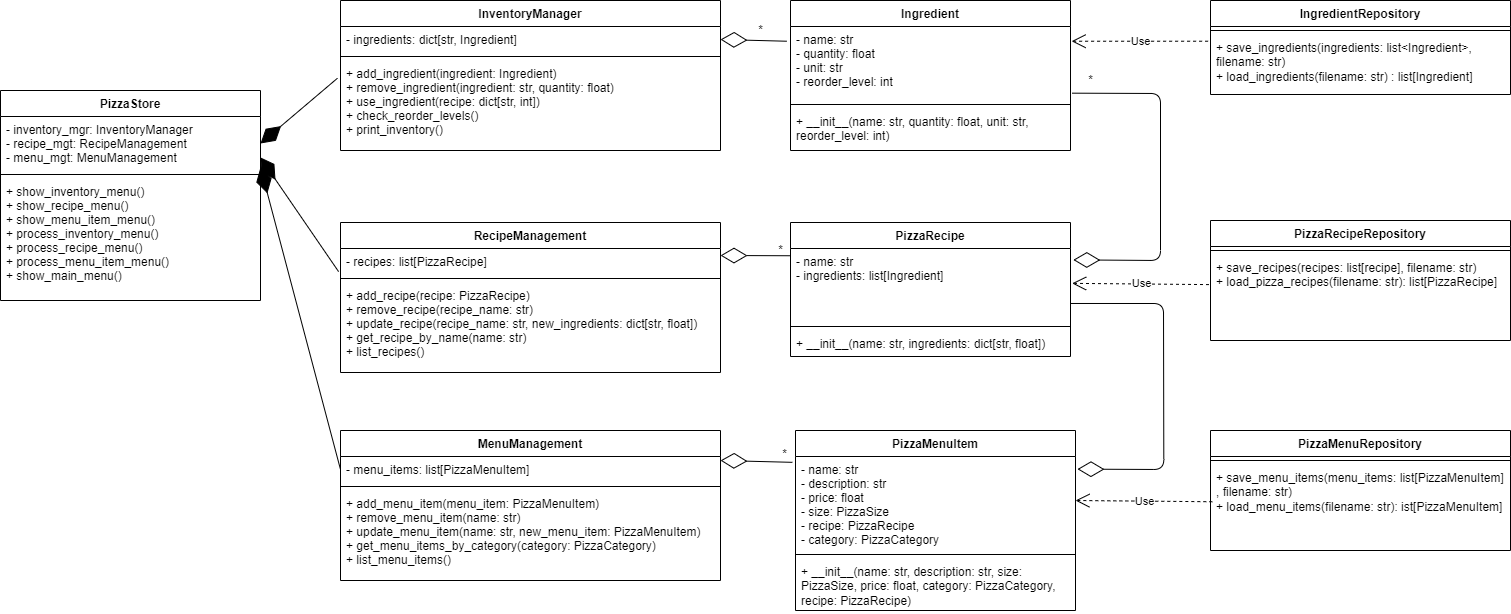 InventoryManager
- ingredients: dict[str, Ingredient]
+ add_ingredient(ingredient: Ingredient)
+ remove_ingredient(ingredient: str, quantity: float)
+ use_ingredient(recipe: dict[str, int])
+ check_reorder_levels()
+ print_inventory()
*
Ingredient
- name: str
- quantity: float
- unit: str
- reorder_level: int
+ __init__(name: str, quantity: float, unit: str,
reorder_level: int)
Use
*
IngredientRepository
+ save_ingredients(ingredients: list<Ingredient>,
filename: str)
+ load_ingredients(filename: str) : list[Ingredient]
PizzaStore
- inventory_mgr: InventoryManager
- recipe_mgt: RecipeManagement
- menu_mgt: MenuManagement
+ show_inventory_menu()
+ show_recipe_menu()
+ show_menu_item_menu()
+ process_inventory_menu()
+ process_recipe_menu()
+ process_menu_item_menu()
+ show_main_menu()
RecipeManagement
- recipes: list[PizzaRecipe]
+ add_recipe(recipe: PizzaRecipe)
+ remove_recipe(recipe_name: str)
+ update_recipe(recipe_name: str, new_ingredients: dict[str, float])
+ get_recipe_by_name(name: str)
+ list_recipes()
*
PizzaRecipe
- name: str
- ingredients: list[Ingredient]
+ __init__(name: str, ingredients: dict[str, float])
Use
PizzaRecipeRepository
+ save_recipes(recipes: list[recipe], filename: str)
+ load_pizza_recipes(filename: str): list[PizzaRecipe]
MenuManagement
- menu_items: list[PizzaMenuItem]
+ add_menu_item(menu_item: PizzaMenuItem)
+ remove_menu_item(name: str)
+ update_menu_item(name: str, new_menu_item: PizzaMenuItem)
+ get_menu_items_by_category(category: PizzaCategory)
+ list_menu_items()
*
PizzaMenuItem
- name: str
- description: str
- price: float
- size: PizzaSize
- recipe: PizzaRecipe
- category: PizzaCategory
+ __init__(name: str, description: str, size:
PizzaSize, price: float, category: PizzaCategory,
recipe: PizzaRecipe)
Use
PizzaMenuRepository
+ save_menu_items(menu_items: list[PizzaMenuItem]
, filename: str)
+ load_menu_items(filename: str): ist[PizzaMenuItem]